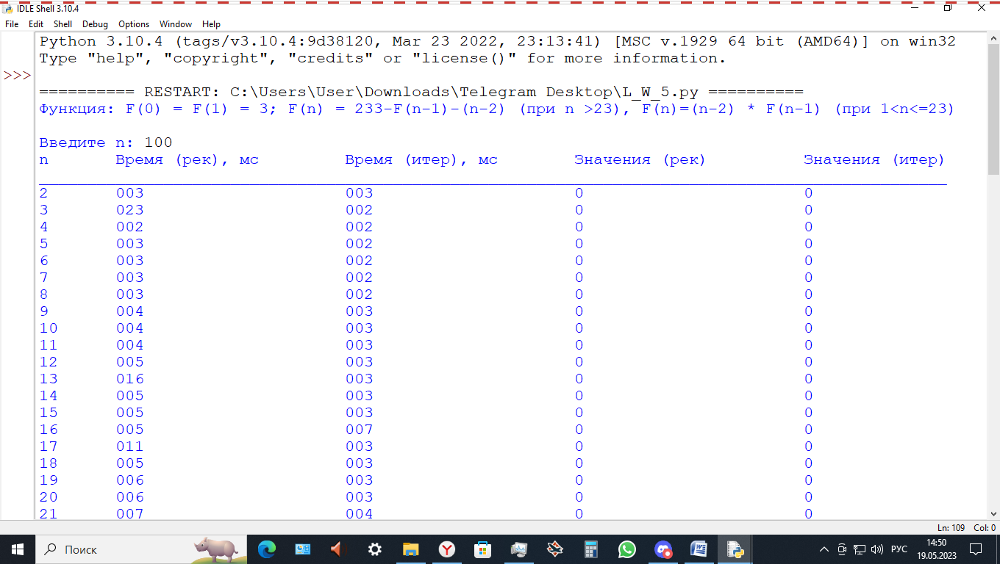 IDLE Shell 3.10.4
File Edit Shell Debug Options Window Help
Python 3.10.4 (tags/v3.10.4:9d38120, Mar 23 2022, 23:13:41) [MSC v.1929 64 bit (AMD64)] on win32
Type "help", "copyright", "credits" or "license()" for more information.
>>>
========== RESTART: C:\Users\User\Downloads\Telegram Desktop\L_W_5.py ==========
Функция: F(0) = F(1) = 3; F(n) = 233-F(n-1)-(n-2) (при n >23), F(n)=(n-2) * F(n-1) (при 1<n<=23)
Введите n: 100
n Время (рек), мс Время (итер), мс Значения (рек) Значения (итер)
2 003 003 0 0
3 023 002 0 0
4 002 002 0 0
5 003 002 0 0
6 003 002 0 0
7 003 002 0 0
8 003 002 0 0
9 004 003 0 0
10 004 003 0 0
11 004 003 0 0
12 005 003 0 0
13 016 003 0 0
14 005 003 0 0
15 005 003 0 0
16 005 007 0 0
17 011 003 0 0
18 005 003 0 0
19 006 003 0 0
20 006 003 0 0
21 007 004 0 0
Ln: 109 Col: 0
Поиск
РУС
14:50
19.05.2023